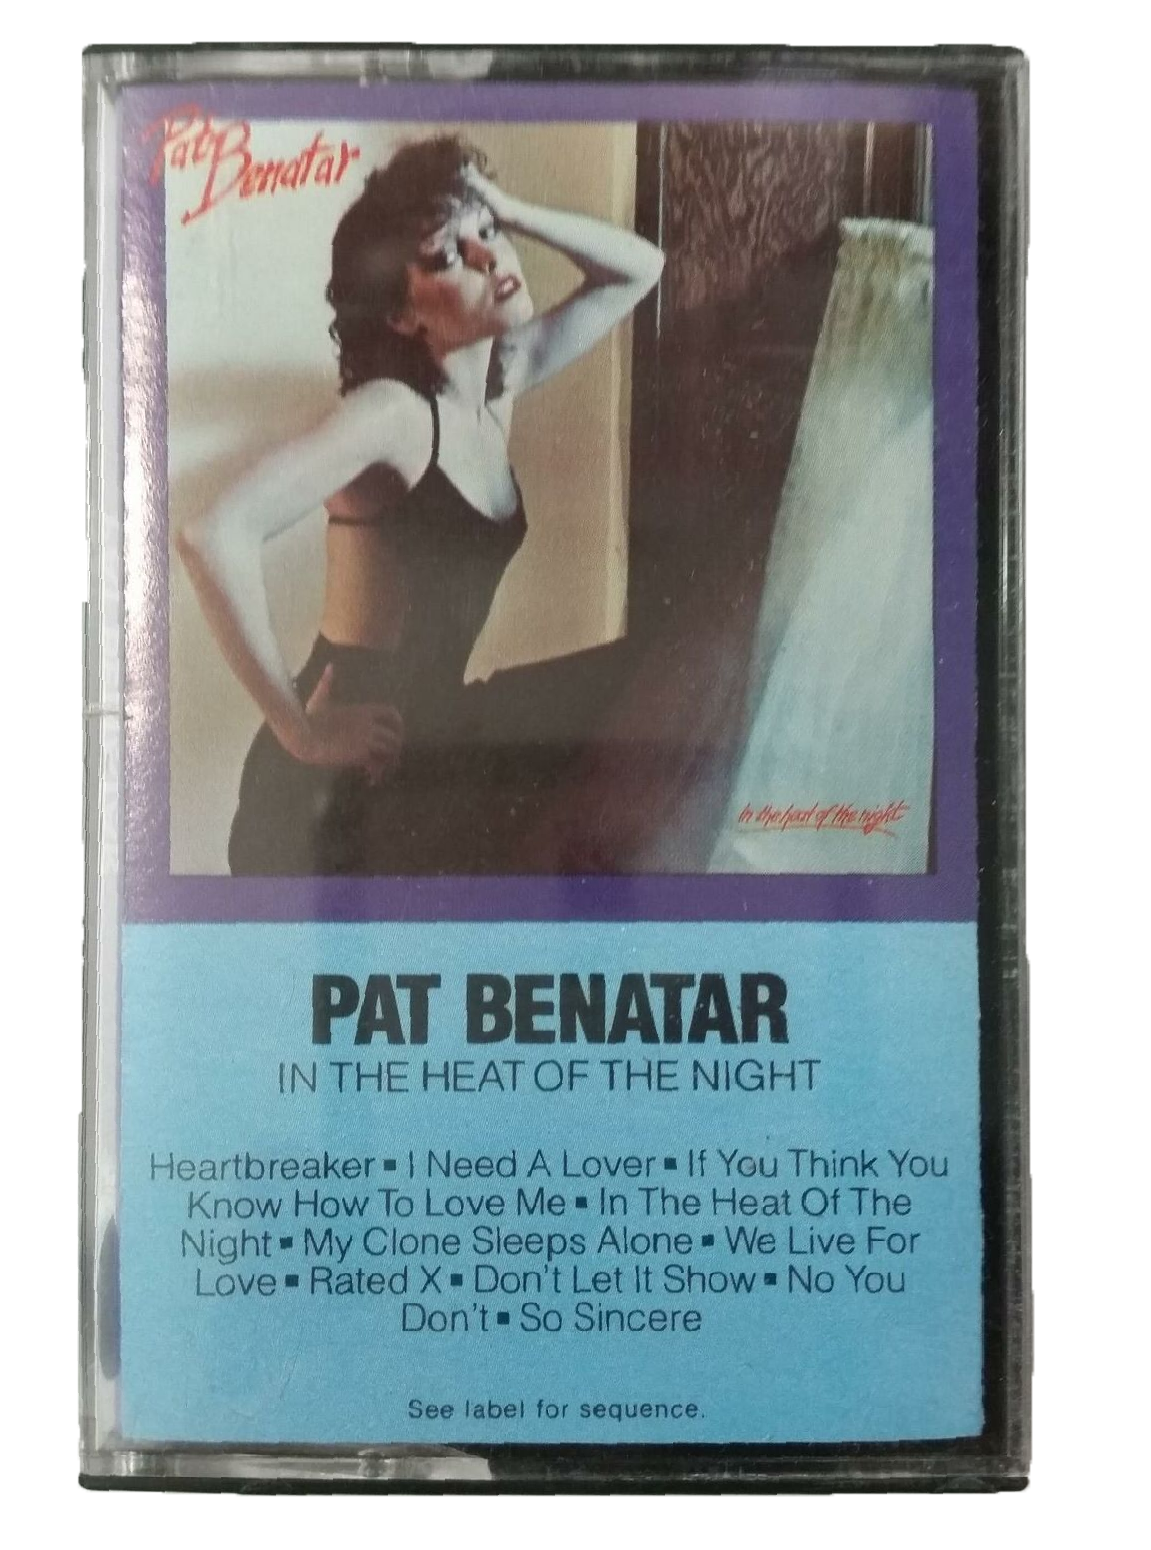 Pat Benatar
In the heat of the night
PAT BENATAR
IN THE HEAT OF THE NIGHT
Heartbreaker ▪ I Need A Lover ▪ If You Think You
Know How To Love Me ▪ In The Heat Of The
Night ▪ My Clone Sleeps Alone ▪ We Live For
Love ▪ Rated X ▪ Don't Let It Show ▪ No You
Don't ▪ So Sincere
See label for sequence.